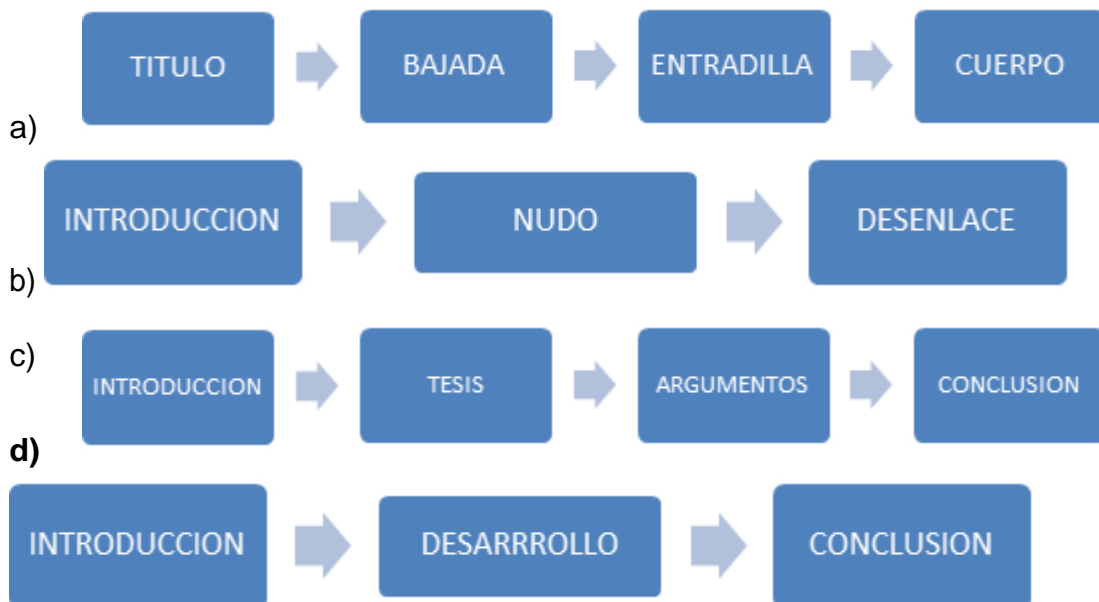 TITULO BAJADA ENTRADILLA CUERPO
a)
INTRODUCCION NUDO DESENLACE
b)
c)
INTRODUCCION TESIS ARGUMENTOS CONCLUSION
d)
INTRODUCCION DESARRROLLO CONCLUSION